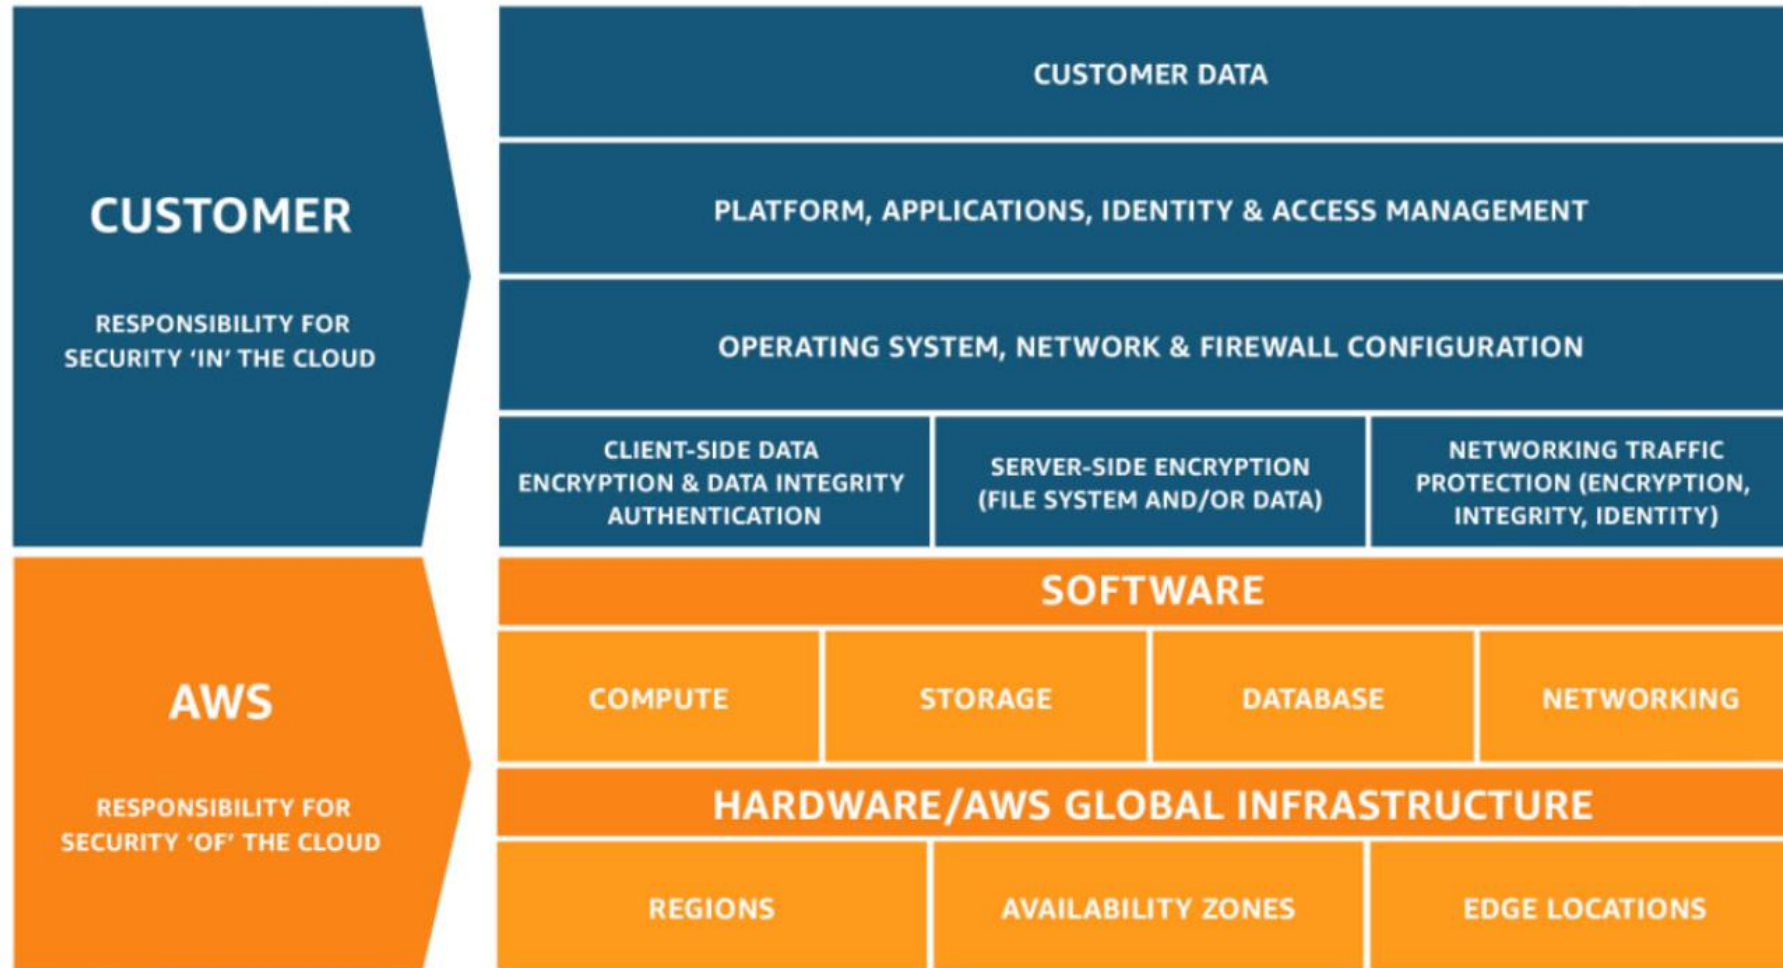 CUSTOMER
RESPONSIBILITY FOR
SECURITY ‘IN’ THE CLOUD
CUSTOMER DATA
PLATFORM, APPLICATIONS, IDENTITY & ACCESS MANAGEMENT
OPERATING SYSTEM, NETWORK & FIREWALL CONFIGURATION
CLIENT-SIDE DATA
ENCRYPTION & DATA INTEGRITY
AUTHENTICATION
SERVER-SIDE ENCRYPTION
(FILE SYSTEM AND/OR DATA)
NETWORKING TRAFFIC
PROTECTION (ENCRYPTION,
INTEGRITY, IDENTITY)
AWS
RESPONSIBILITY FOR
SECURITY ‘OF’ THE CLOUD
SOFTWARE
COMPUTE
STORAGE
DATABASE
NETWORKING
HARDWARE/AWS GLOBAL INFRASTRUCTURE
REGIONS
AVAILABILITY ZONES
EDGE LOCATIONS